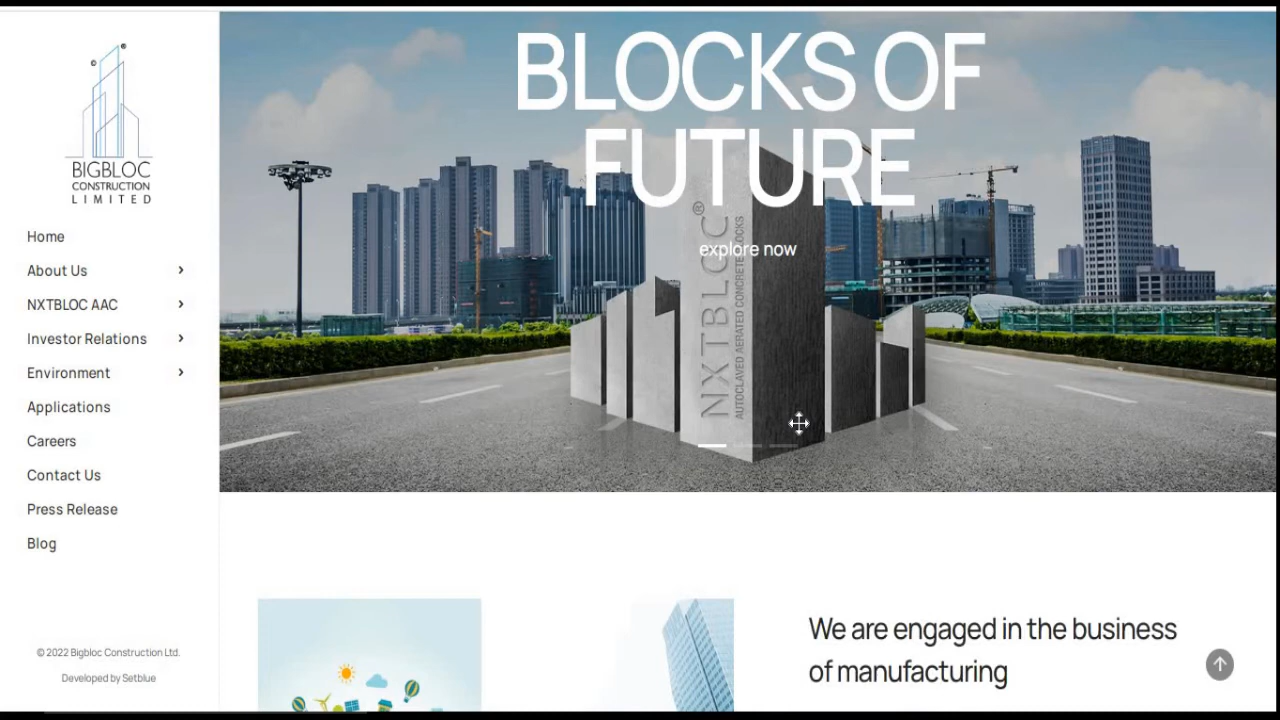 BIGBLOC
CONSTRUCTION
LIMITED
Home
About Us
NXTBLOC AAC
Investor Relations
Environment
Applications
Careers
Contact Us
Press Release
Blog
© 2022 Bigbloc Construction Ltd.
Developed by Setblue
BLOCKS OF
FUTURE
explore now
NXTBLOC®
AUTOCLAVED AERATED CONCRETE BLOCKS
We are engaged in the business
of manufacturing